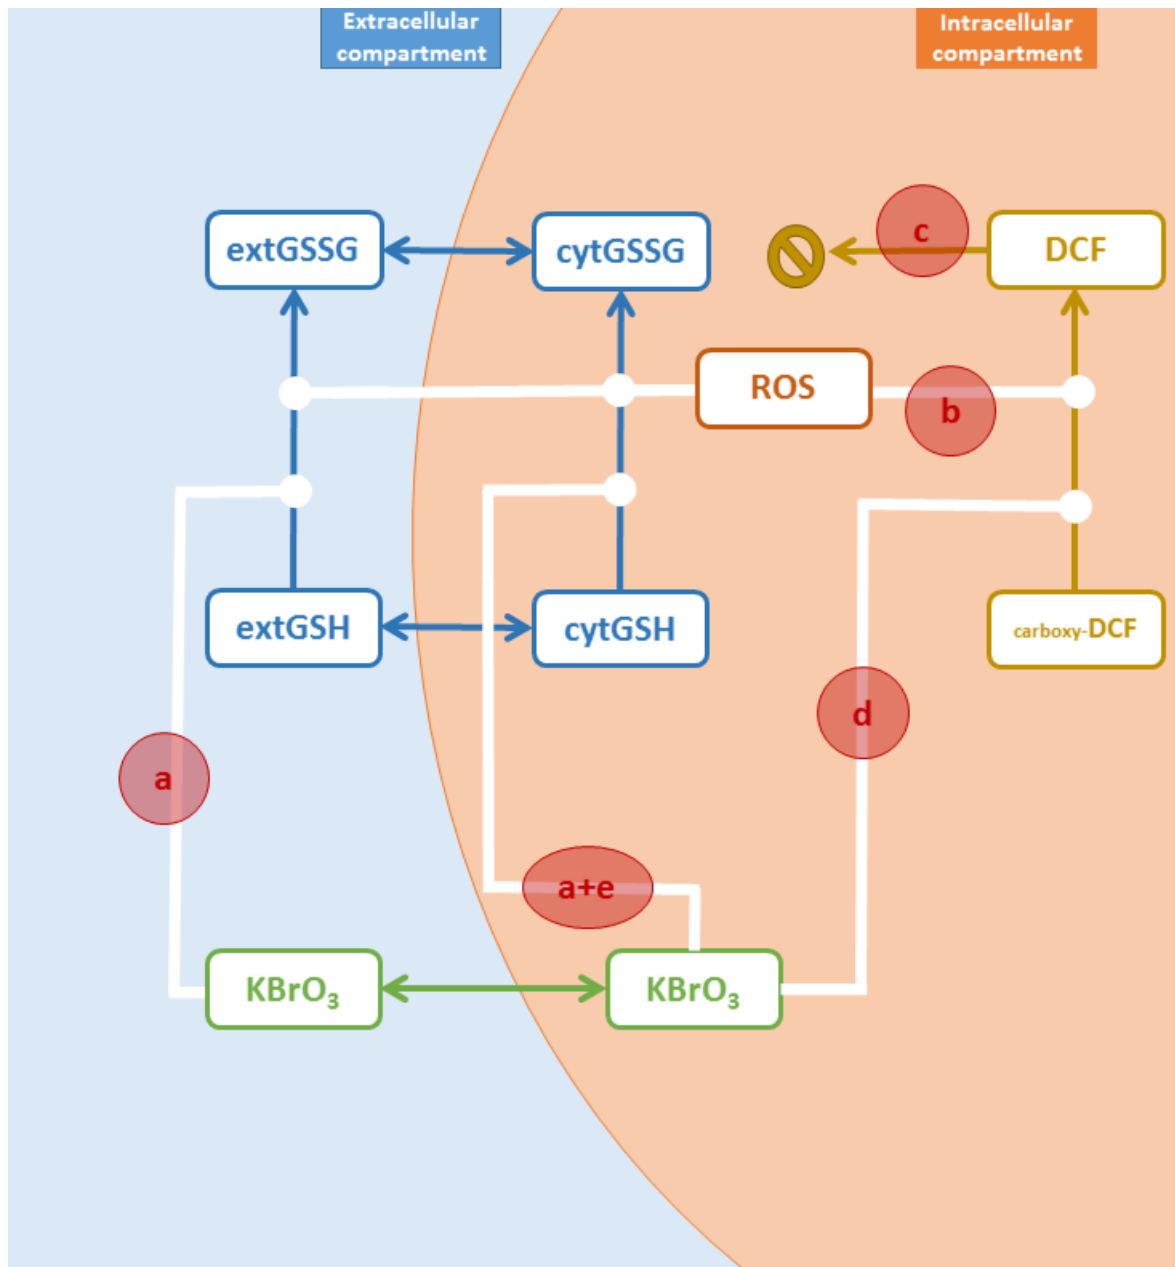 Extracellular
compartment
Intracellular
compartment
extGSSG
cytGSSG
c
DCF
ROS
b
extGSH
cytGSH
carboxy-DCF
d
a
a+e
KBrO₃
KBrO₃